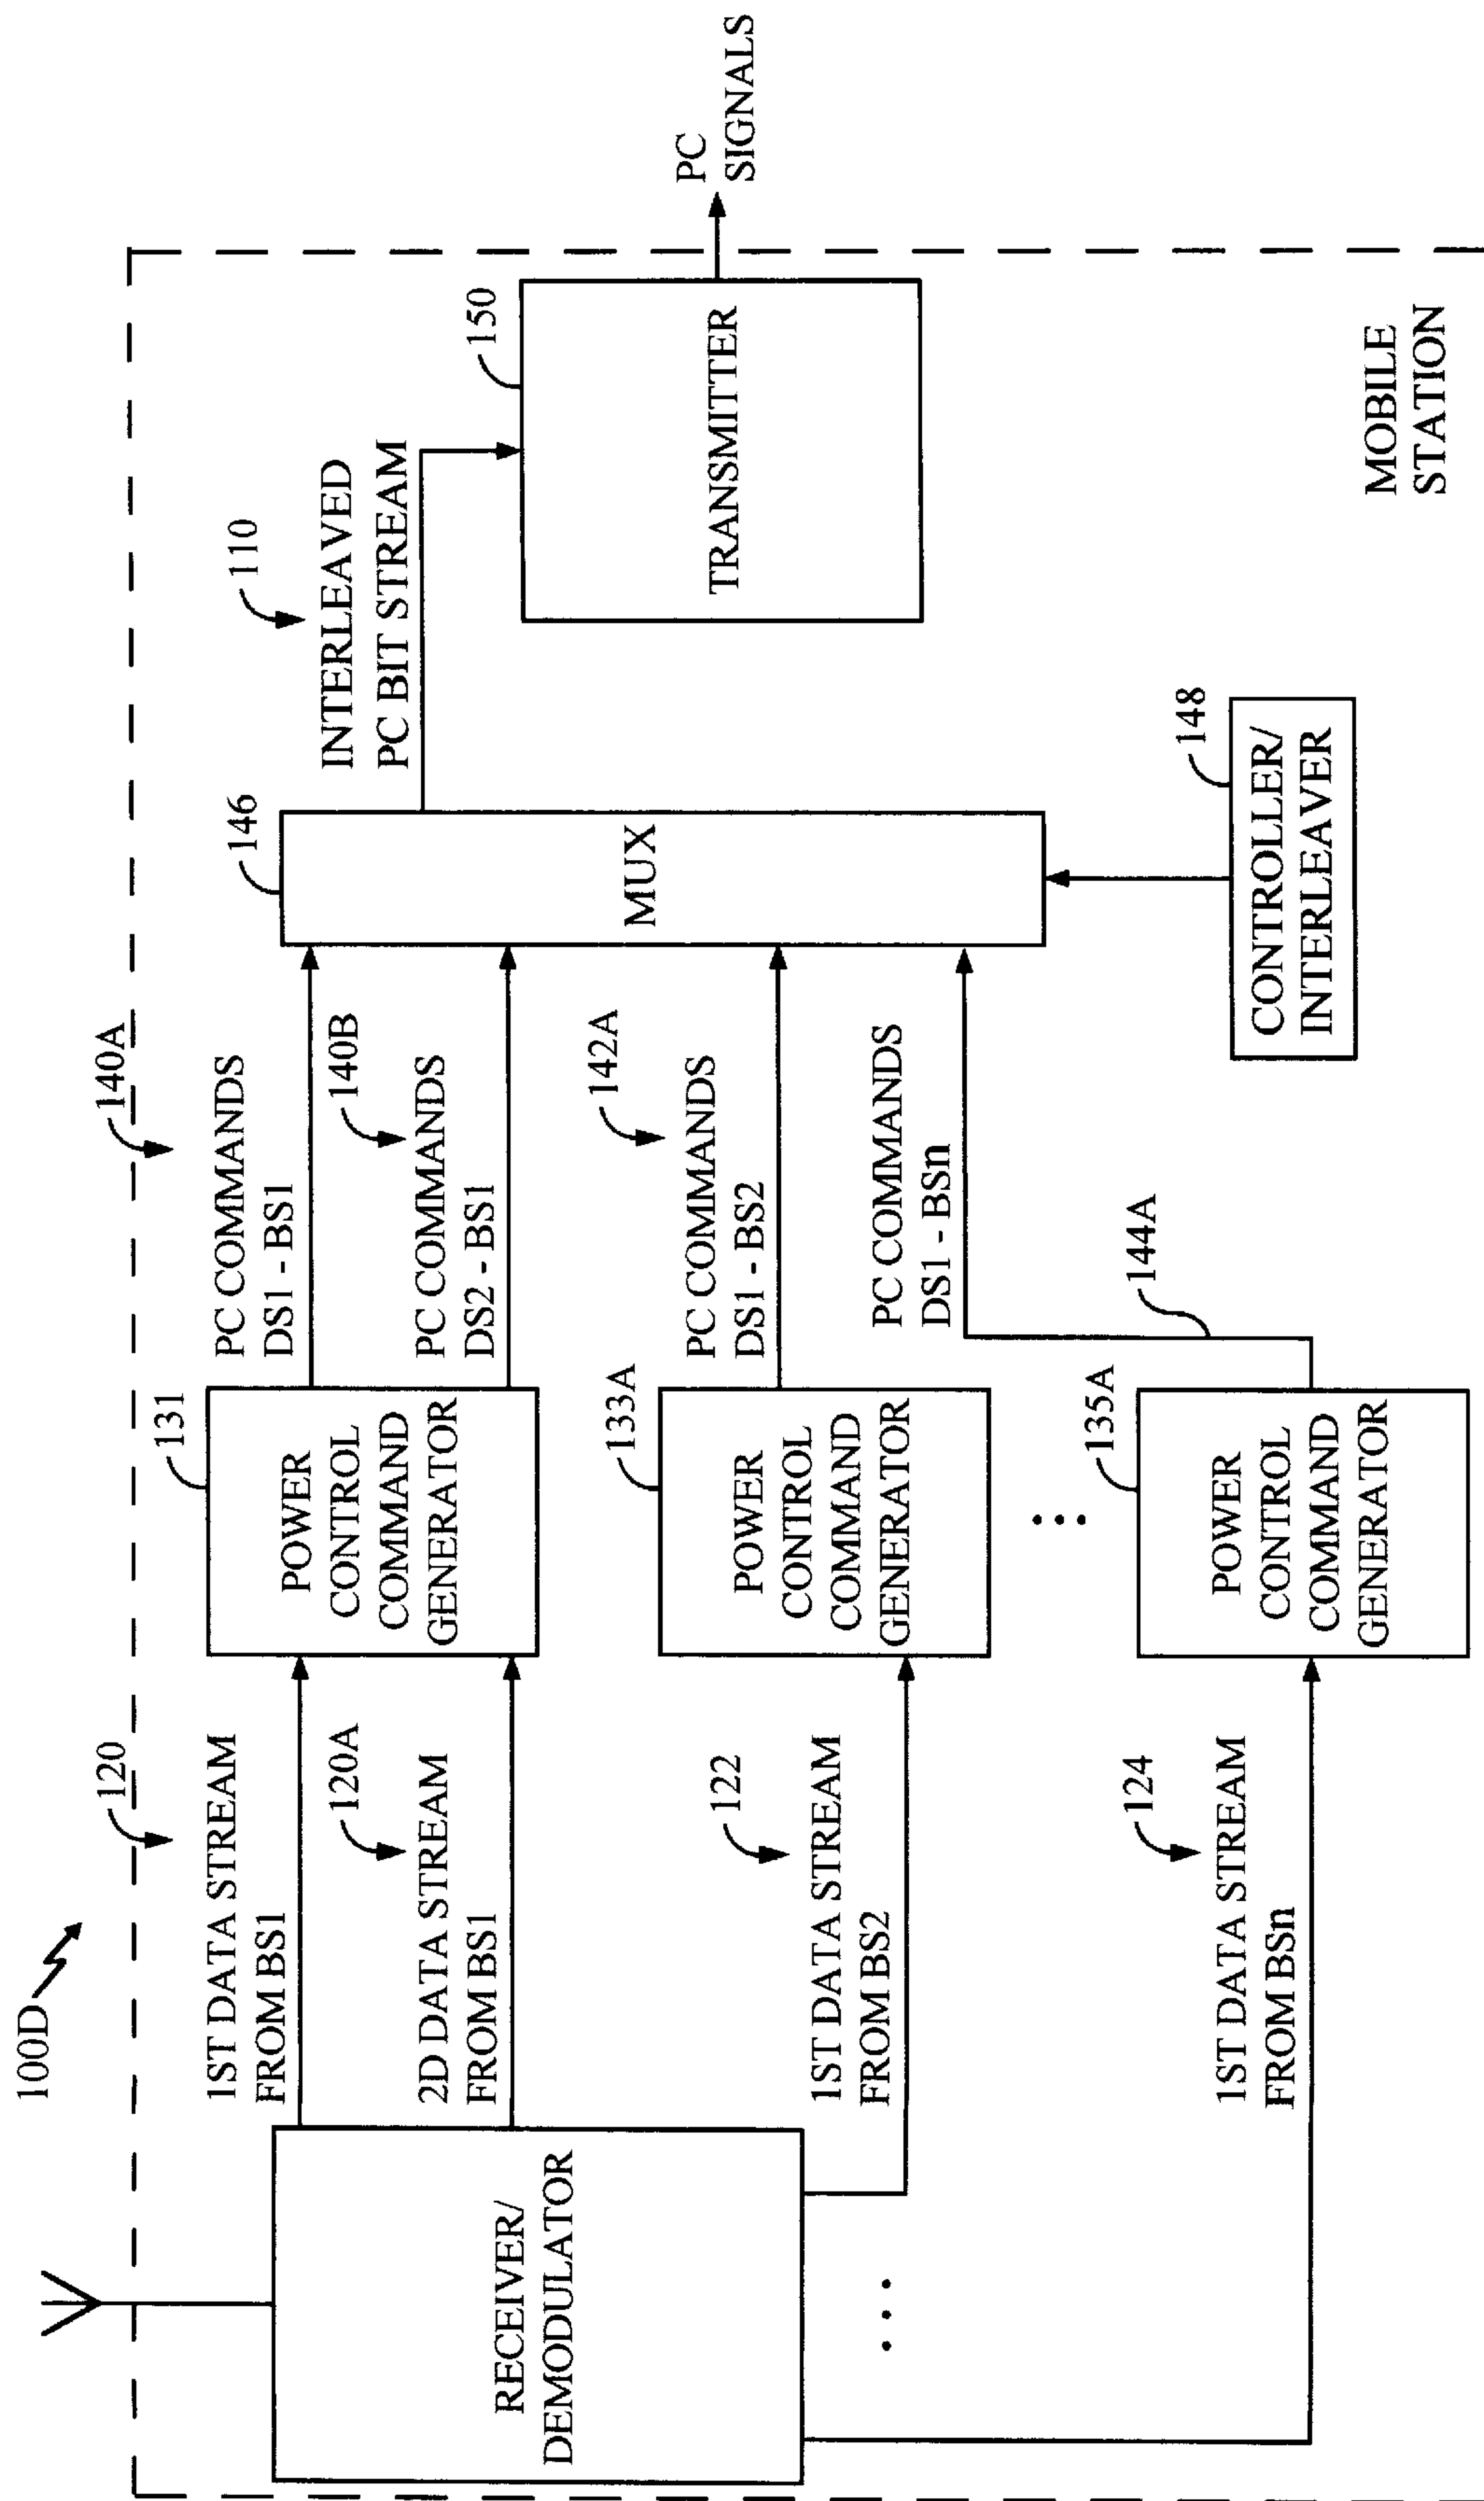 100D
120
1ST DATA STREAM
FROM BS1
120A
2D DATA STREAM
FROM BS1
122
1ST DATA STREAM
FROM BS2
124
1ST DATA STREAM
FROM BSn
RECEIVER/
DEMODULATOR
131
POWER
CONTROL
COMMAND
GENERATOR
133A
POWER
CONTROL
COMMAND
GENERATOR
135A
POWER
CONTROL
COMMAND
GENERATOR
140A
PC COMMANDS
DS1 - BS1
140B
PC COMMANDS
DS2 - BS1
142A
PC COMMANDS
DS1 - BS2
PC COMMANDS
DS1 - BSn
144A
146
MUX
148
CONTROLLER/
INTERLEAVER
110
INTERLEAVED
PC BIT STREAM
150
TRANSMITTER
PC
SIGNALS
MOBILE
STATION